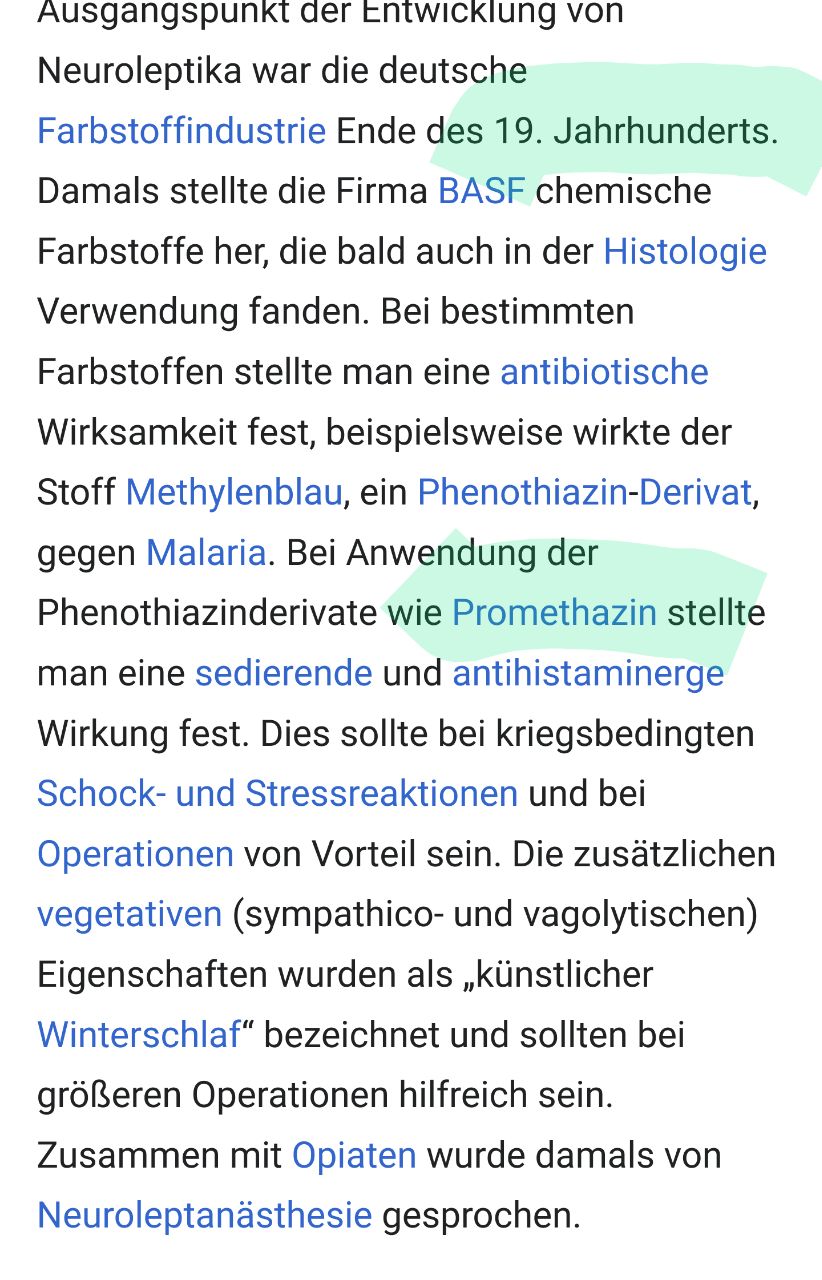 Ausgangspunkt der Entwicklung von
Neuroleptika war die deutsche
Farbstoffindustrie Ende des 19. Jahrhunderts.
Damals stellte die Firma BASF chemische
Farbstoffe her, die bald auch in der Histologie
Verwendung fanden. Bei bestimmten
Farbstoffen stellte man eine antibiotische
Wirksamkeit fest, beispielsweise wirkte der
Stoff Methylenblau, ein Phenothiazin-Derivat,
gegen Malaria. Bei Anwendung der
Phenothiazinderivate wie Promethazin stellte
man eine sedierende und antihistaminerge
Wirkung fest. Dies sollte bei kriegsbedingten
Schock- und Stressreaktionen und bei
Operationen von Vorteil sein. Die zusätzlichen
vegetativen (sympathico- und vagolytischen)
Eigenschaften wurden als „künstlicher
Winterschlaf“ bezeichnet und sollten bei
größeren Operationen hilfreich sein.
Zusammen mit Opiaten wurde damals von
Neuroleptanästhesie gesprochen.